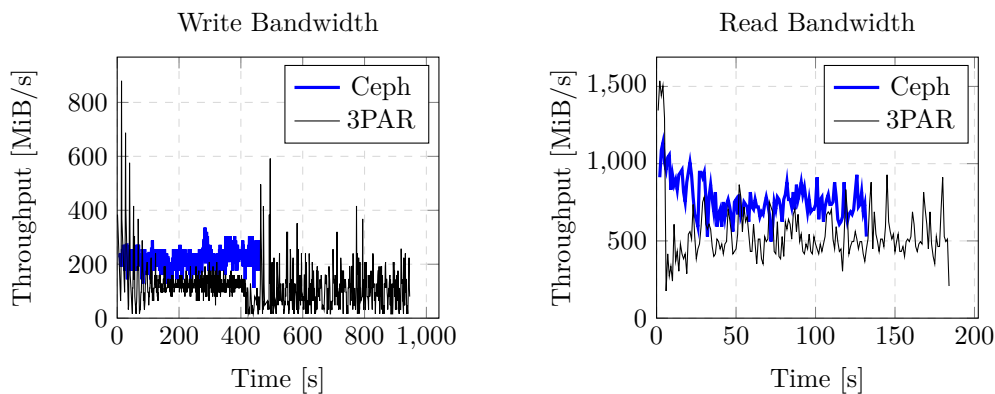 Write Bandwidth
Throughput [MiB/s]
800
600
400
200
0
0 200 400 600 800 1,000
Time [s]
Ceph
3PAR
Read Bandwidth
Throughput [MiB/s]
1,500
1,000
500
0
0 50 100 150 200
Time [s]
Ceph
3PAR